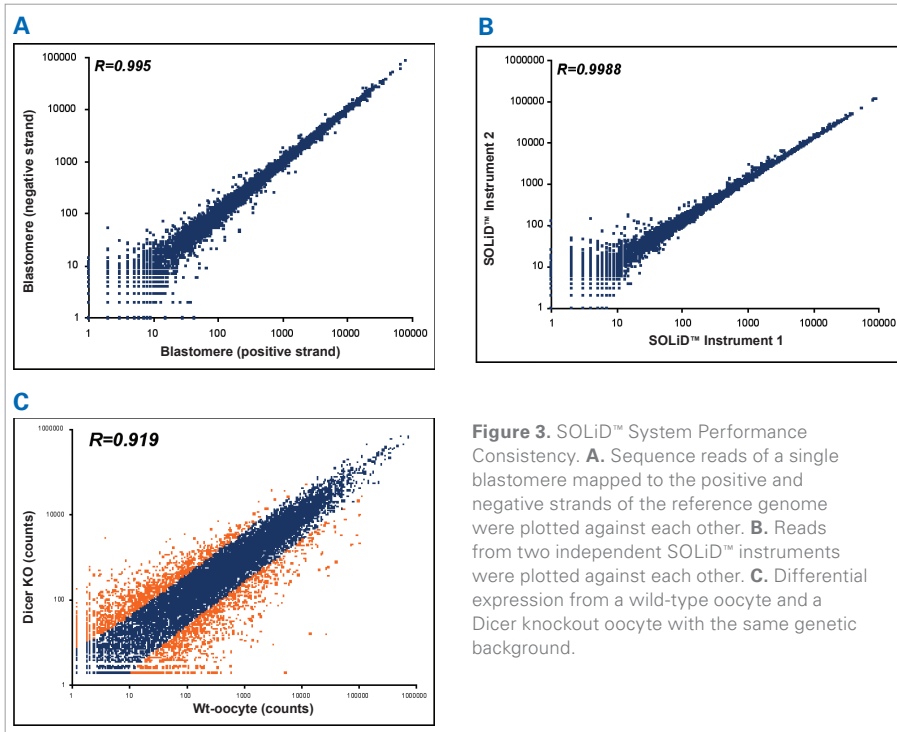 A
R=0.995
100000
10000
1000
100
10
1
1 10 100 1000 10000 100000
Blastomere (negative strand)
Blastomere (positive strand)
B
R=0.9988
1000000
100000
10000
1000
100
10
1
1 10 100 1000 10000 100000
SOLiD™ Instrument 2
SOLiD™ Instrument 1
C
R=0.919
1000000
10000
100
1
1 10 100 1000 10000 100000 1000000
Dicer KO (counts)
Wt-oocyte (counts)
Figure 3. SOLiD™ System Performance
Consistency. A. Sequence reads of a single
blastomere mapped to the positive and
negative strands of the reference genome
were plotted against each other. B. Reads
from two independent SOLiD™ instruments
were plotted against each other. C. Differential
expression from a wild-type oocyte and a
Dicer knockout oocyte with the same genetic
background.